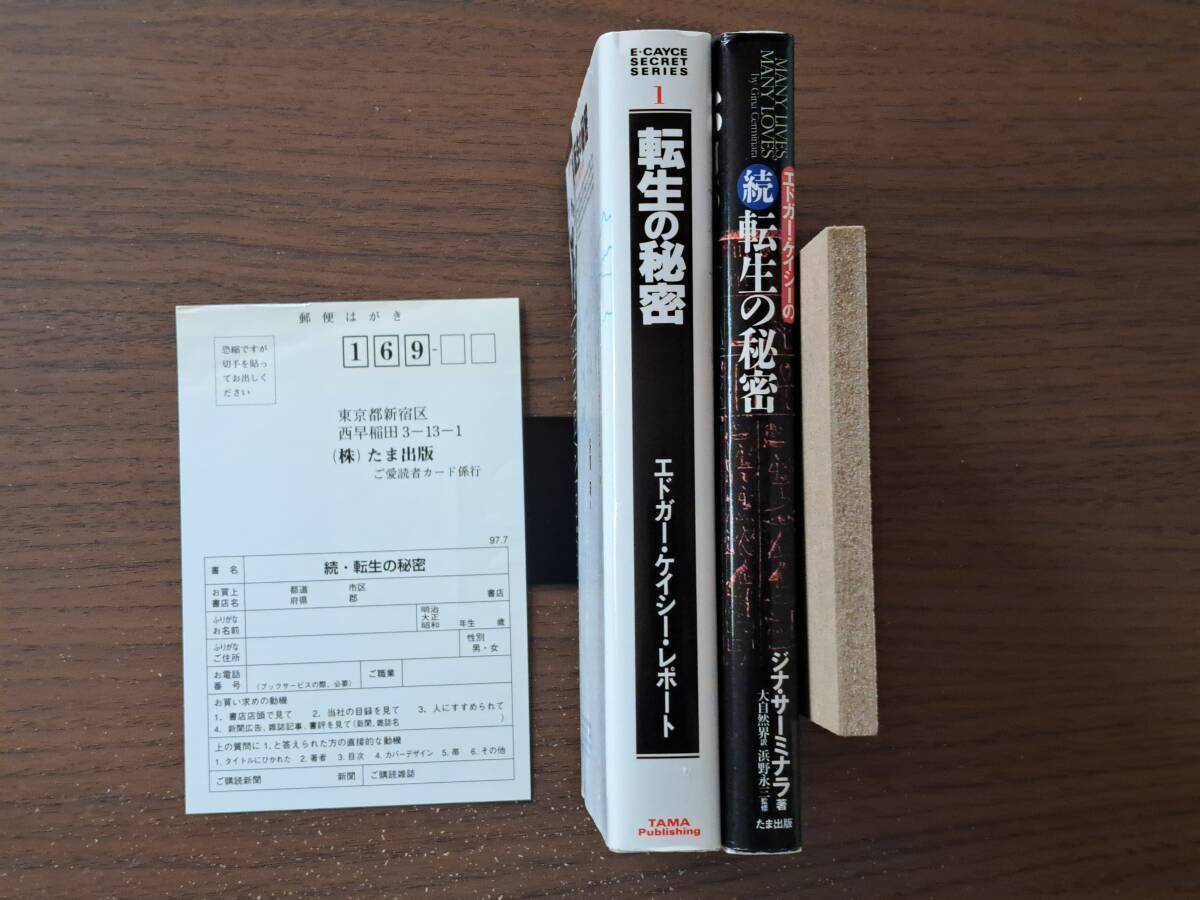 郵便はがき
恐縮ですが
切手を貼っ
てお出しく
ださい
169-
東京都新宿区
西早稲田3-13-1
(株)たま出版
ご愛読者カード係行
97.7
書名 続・転生の秘密
お買上書店名 都道府県 市区郡 書店
ふりがな
お名前
明治
大正
昭和 年生 歳
ふりがな
ご住所
性別
男・女
お電話番号 (ブックサービスの際、必要) ご職業
お買い求めの動機
1. 書店店頭で見て 2. 当社の目録を見て 3. 人にすすめられて
4. 新聞広告、雑誌記事、書評を見て(新聞、雑誌名 )
上の質問に1.と答えられた方の直接的な動機
1. タイトルにひかれた 2. 著者 3. 目次 4. カバーデザイン 5. 帯 6. その他
ご購読新聞 新聞 ご購読雑誌
E・CAYCE
SECRET
SERIES
1
転生の秘密
エドガー・ケイシー・レポート
TAMA
Publishing
MANY LIVES,
MANY LOVES
by Gina Cerminara
エドガー・ケイシーの
続 転生の秘密
ジナ・サーミナラ 著
大自然界 訳 浜野永三 監修
たま出版